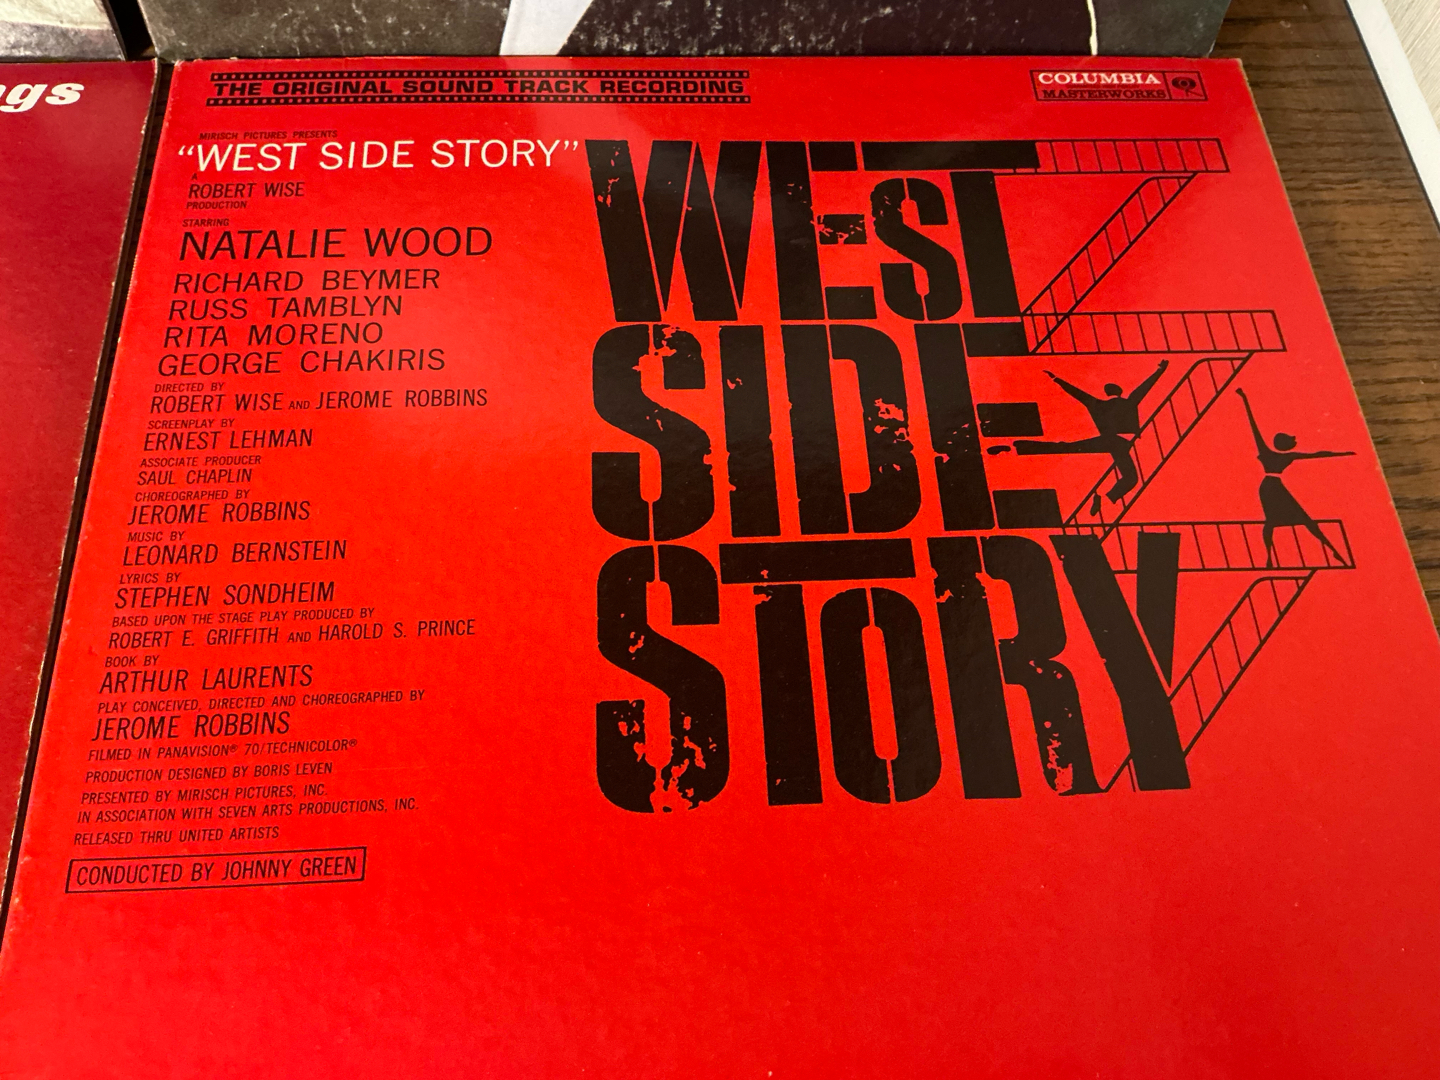 ngs
THE ORIGINAL SOUND TRACK RECORDING
COLUMBIA
MASTERWORKS
MIRISCH PICTURES PRESENTS
“WEST SIDE STORY”
A
ROBERT WISE
PRODUCTION
STARRING
NATALIE WOOD
RICHARD BEYMER
RUSS TAMBLYN
RITA MORENO
GEORGE CHAKIRIS
DIRECTED BY
ROBERT WISE AND JEROME ROBBINS
SCREENPLAY BY
ERNEST LEHMAN
ASSOCIATE PRODUCER
SAUL CHAPLIN
CHOREOGRAPHED BY
JEROME ROBBINS
MUSIC BY
LEONARD BERNSTEIN
LYRICS BY
STEPHEN SONDHEIM
BASED UPON THE STAGE PLAY PRODUCED BY
ROBERT E. GRIFFITH AND HAROLD S. PRINCE
BOOK BY
ARTHUR LAURENTS
PLAY CONCEIVED, DIRECTED AND CHOREOGRAPHED BY
JEROME ROBBINS
FILMED IN PANAVISION® 70/TECHNICOLOR®
PRODUCTION DESIGNED BY BORIS LEVEN
PRESENTED BY MIRISCH PICTURES, INC.
IN ASSOCIATION WITH SEVEN ARTS PRODUCTIONS, INC.
RELEASED THRU UNITED ARTISTS
CONDUCTED BY JOHNNY GREEN
WEST
SIDE
STORY